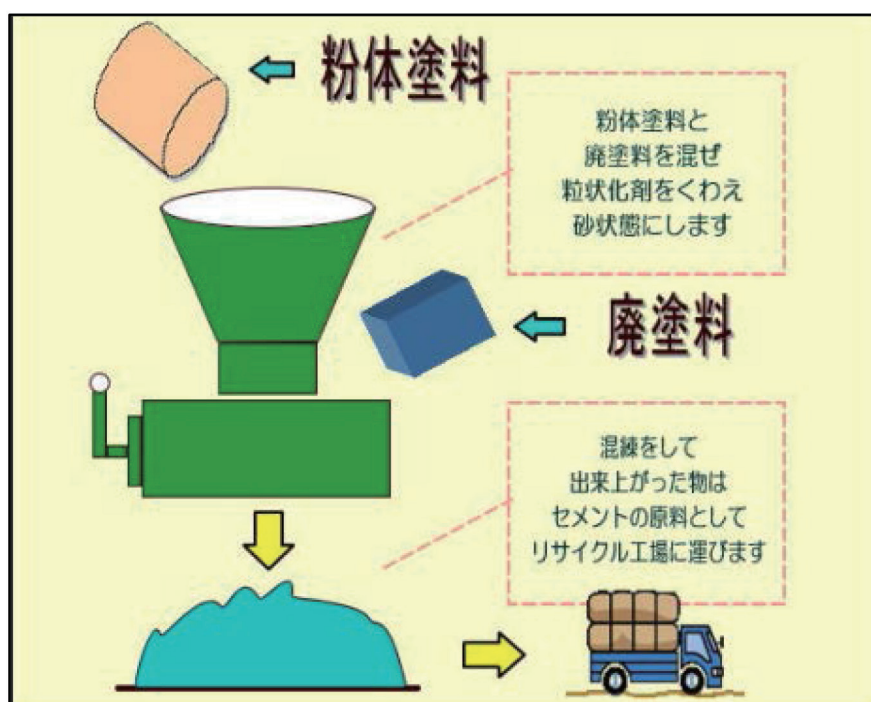 粉体塗料
粉体塗料と
廃塗料を混ぜ
粒状化剤をくわえ
砂状態にします
廃塗料
混練をして
出来上がった物は
セメントの原料として
リサイクル工場に運びます